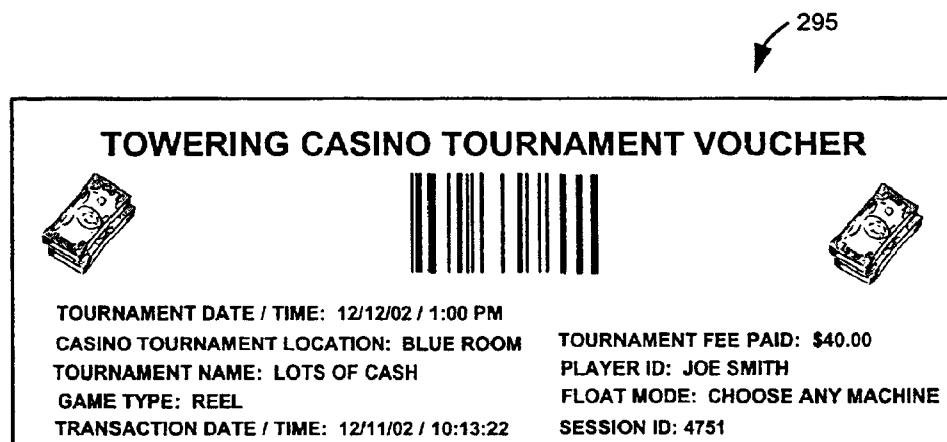 295
TOWERING CASINO TOURNAMENT VOUCHER
TOURNAMENT DATE / TIME: 12/12/02 / 1:00 PM
CASINO TOURNAMENT LOCATION: BLUE ROOM
TOURNAMENT NAME: LOTS OF CASH
GAME TYPE: REEL
TRANSACTION DATE / TIME: 12/11/02 / 10:13:22
TOURNAMENT FEE PAID: $40.00
PLAYER ID: JOE SMITH
FLOAT MODE: CHOOSE ANY MACHINE
SESSION ID: 4751